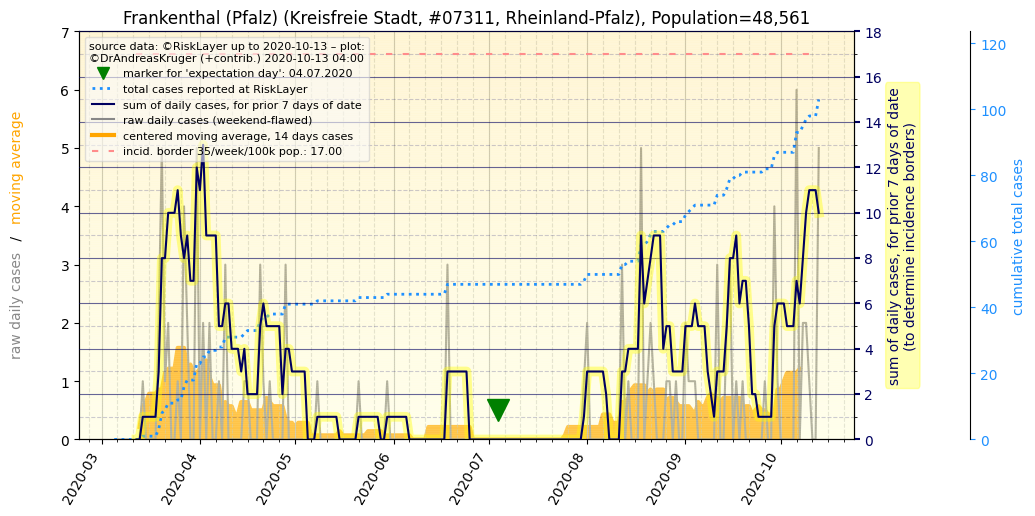 Frankenthal (Pfalz) (Kreisfreie Stadt, #07311, Rheinland-Pfalz), Population=48,561
source data: ©RiskLayer up to 2020-10-13 – plot:
©DrAndreasKruger (+contrib.) 2020-10-13 04:00
marker for 'expectation day': 04.07.2020
total cases reported at RiskLayer
sum of daily cases, for prior 7 days of date
raw daily cases (weekend-flawed)
centered moving average, 14 days cases
incid. border 35/week/100k pop.: 17.00
raw daily cases / moving average
7
6
5
4
3
2
1
0
18
16
14
12
10
8
6
4
2
0
sum of daily cases, for prior 7 days of date
(to determine incidence borders)
120
100
80
60
40
20
0
cumulative total cases
2020-03
2020-04
2020-05
2020-06
2020-07
2020-08
2020-09
2020-10